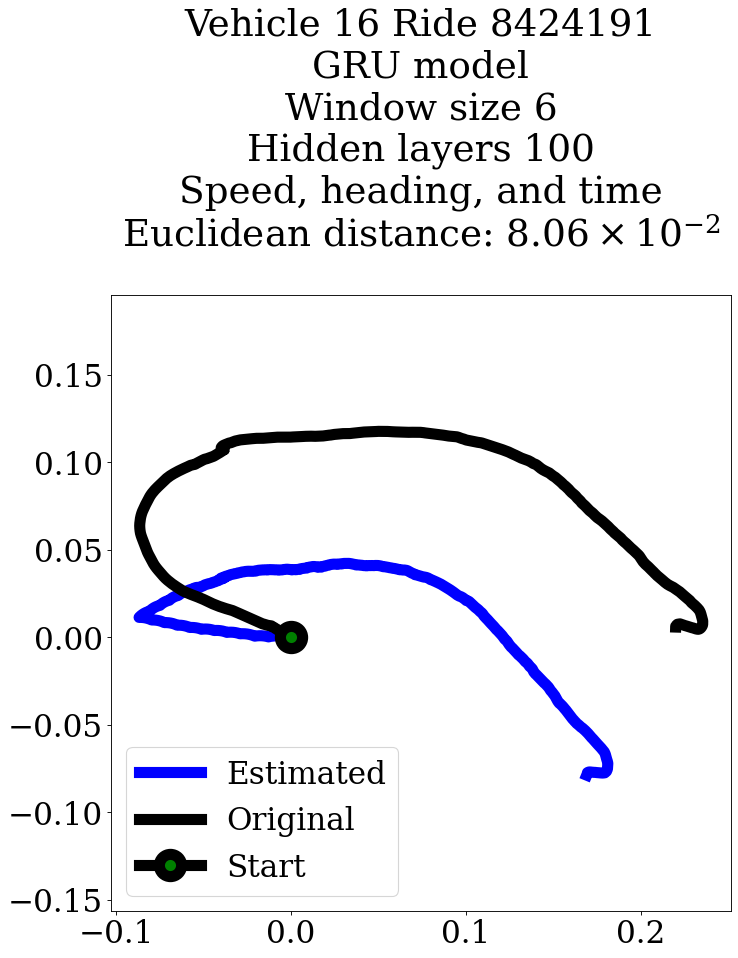 Vehicle 16 Ride 8424191
GRU model
Window size 6
Hidden layers 100
Speed, heading, and time
Euclidean distance: 8.06 × 10⁻²
0.15
0.10
0.05
0.00
−0.05
−0.10
−0.15
Estimated
Original
Start
−0.1
0.0
0.1
0.2